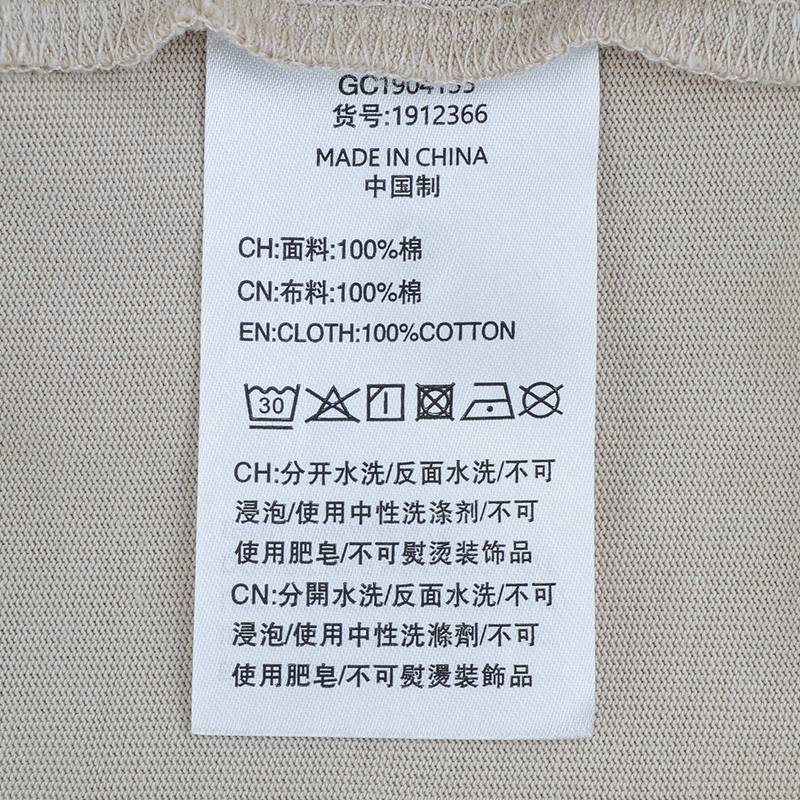 GC1904133
货号:1912366
MADE IN CHINA
中国制
CH:面料:100%棉
CN:布料:100%棉
EN:CLOTH:100%COTTON
30
CH:分开水洗/反面水洗/不可
浸泡/使用中性洗涤剂/不可
使用肥皂/不可熨烫装饰品
CN:分開水洗/反面水洗/不可
浸泡/使用中性洗滌劑/不可
使用肥皂/不可熨燙裝飾品